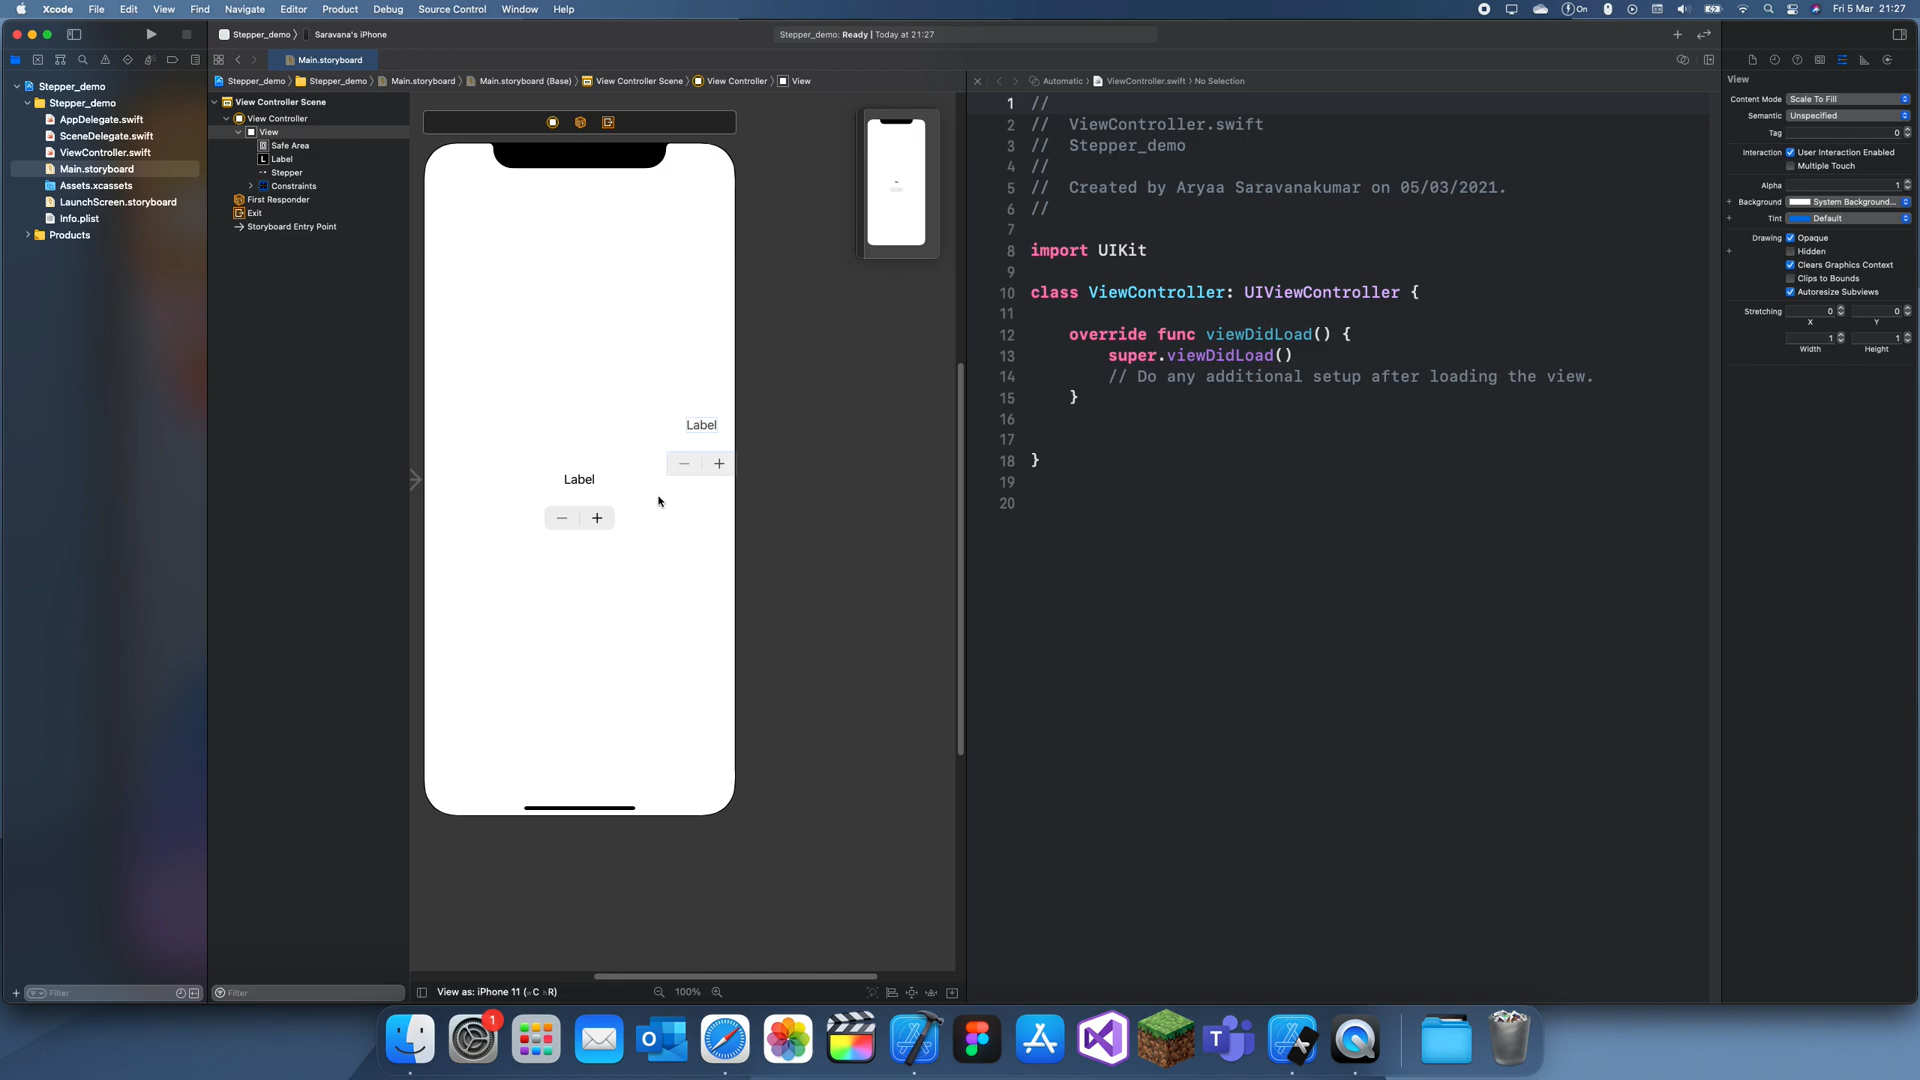 Xcode File Edit View Find Navigate Editor Product Debug Source Control Window Help
On Fri 5 Mar 21:27
Stepper_demo 〉 Saravana's iPhone
Stepper_demo: Ready | Today at 21:27
Main.storyboard
Stepper_demo 〉 Stepper_demo 〉 Main.storyboard 〉 Main.storyboard (Base) 〉 View Controller Scene 〉 View Controller 〉 View
Automatic 〉 ViewController.swift 〉 No Selection
Stepper_demo
Stepper_demo
AppDelegate.swift
SceneDelegate.swift
ViewController.swift
Main.storyboard
Assets.xcassets
LaunchScreen.storyboard
Info.plist
Products
Filter
View Controller Scene
View Controller
View
Safe Area
L Label
Stepper
Constraints
First Responder
Exit
Storyboard Entry Point
Filter
Label
Label
View as: iPhone 11 (wC hR)
100%
1 //
2 // ViewController.swift
3 // Stepper_demo
4 //
5 // Created by Aryaa Saravanakumar on 05/03/2021.
6 //
7
8 import UIKit
9
10 class ViewController: UIViewController {
11
12 override func viewDidLoad() {
13 super.viewDidLoad()
14 // Do any additional setup after loading the view.
15 }
16
17
18 }
19
20
View
Content Mode Scale To Fill
Semantic Unspecified
Tag 0
Interaction User Interaction Enabled
Multiple Touch
Alpha 1
Background System Background...
Tint Default
Drawing Opaque
Hidden
Clears Graphics Context
Clips to Bounds
Autoresize Subviews
Stretching 0 0
X Y
1 1
Width Height
1